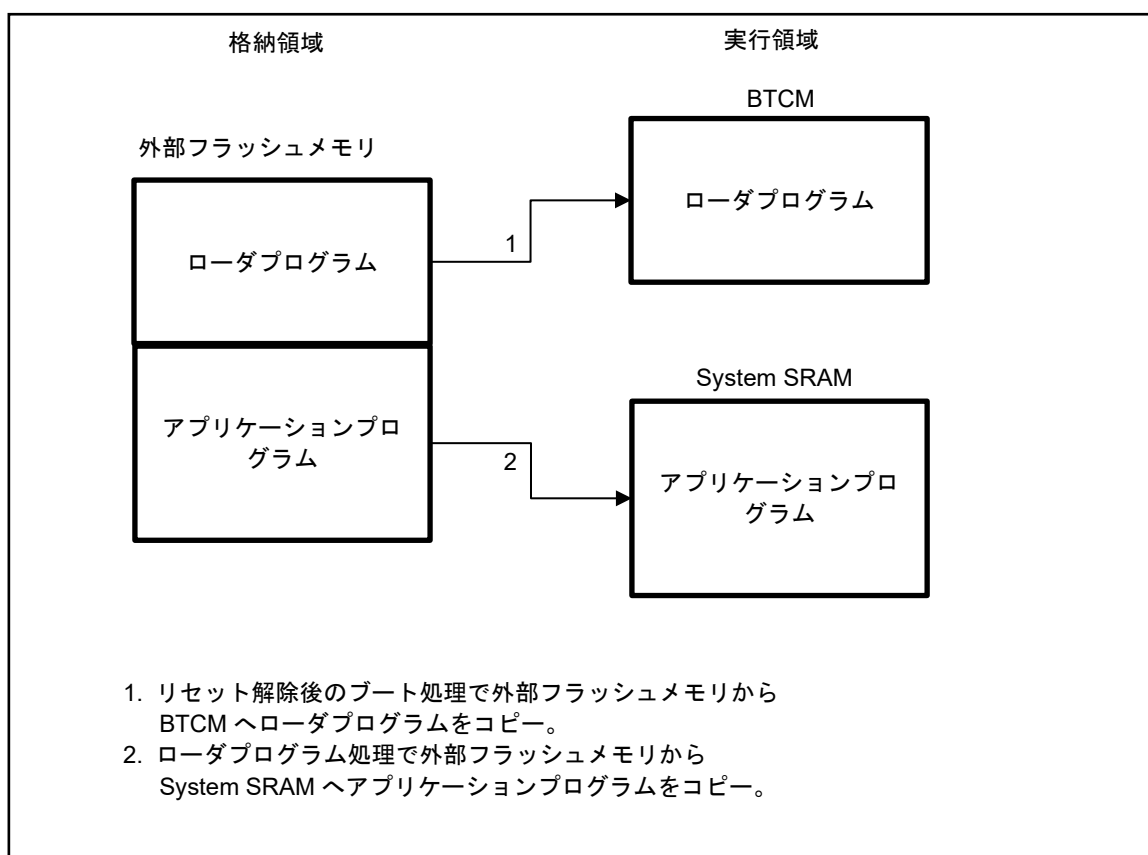 格納領域
実行領域
BTCM
外部フラッシュメモリ
ローダプログラム
ローダプログラム
1
System SRAM
アプリケーションプロ
グラム
2
アプリケーションプロ
グラム
1. リセット解除後のブート処理で外部フラッシュメモリから
BTCM へローダプログラムをコピー。
2. ローダプログラム処理で外部フラッシュメモリから
System SRAM へアプリケーションプログラムをコピー。